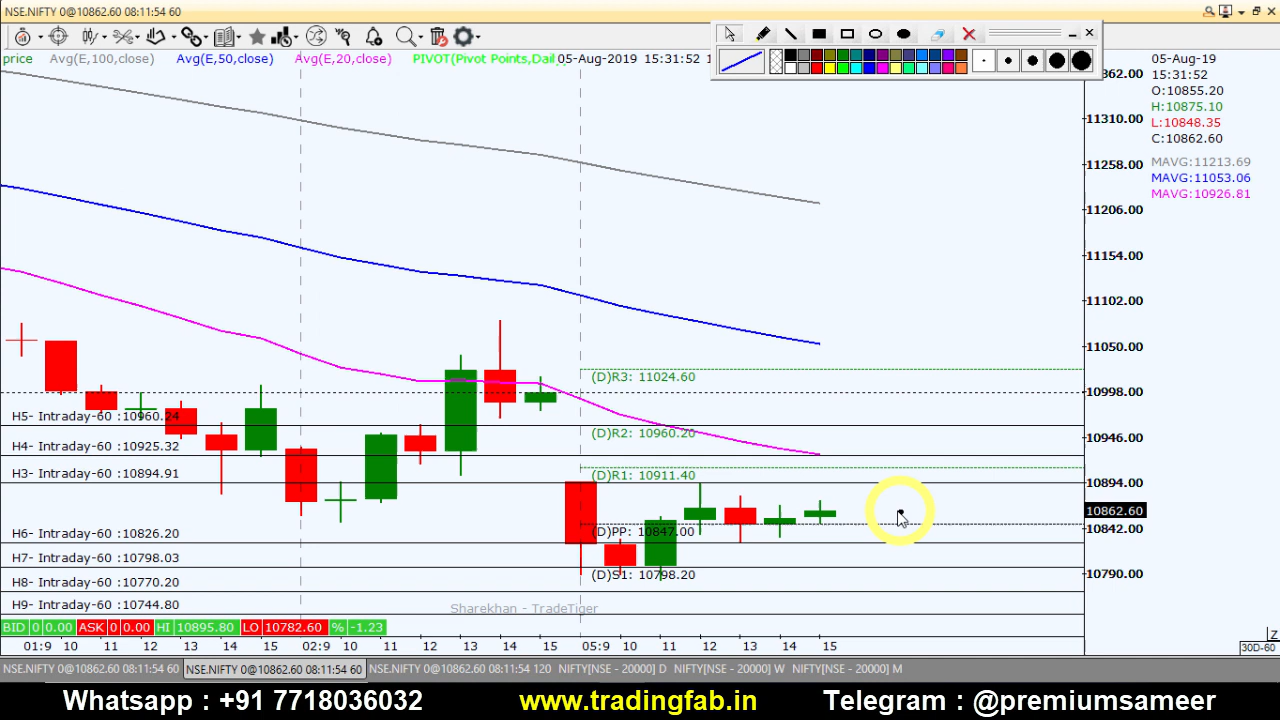 NSE.NIFTY 0@10862.60 08:11:54 60
price Avg(E,100,close) Avg(E,50,close) Avg(E,20,close) PIVOT(Pivot Points,Dail 05-Aug-2019 15:31:52
05-Aug-19
15:31:52
O:10855.20
H:10875.10
L:10848.35
C:10862.60
MAVG:11213.69
MAVG:11053.06
MAVG:10926.81
362.00
11310.00
11258.00
11206.00
11154.00
11102.00
11050.00
10998.00
10946.00
10894.00
10862.60
10842.00
10790.00
(D)R3: 11024.60
H5- Intraday-60 :10960.24
(D)R2: 10960.20
H4- Intraday-60 :10925.32
H3- Intraday-60 :10894.91
(D)R1: 10911.40
H6- Intraday-60 :10826.20
(D)PP: 10847.00
H7- Intraday-60 :10798.03
(D)S1: 10798.20
H8- Intraday-60 :10770.20
H9- Intraday-60 :10744.80
Sharekhan - TradeTiger
BID 0 0.00 ASK 0 0.00 HI 10895.80 LO 10782.60 % -1.23
01:9 10 11 12 13 14 15 02:9 10 11 12 13 14 15 05:9 10 11 12 13 14 15
Z
30D-60
NSE.NIFTY 0@10862.60 08:11:54 60 NSE.NIFTY 0@10862.60 08:11:54 60 NSE.NIFTY 0@10862.60 08:11:54 120 NIFTY[NSE - 20000] D NIFTY[NSE - 20000] W NIFTY[NSE - 20000] M
Whatsapp : +91 7718036032 www.tradingfab.in Telegram : @premiumsameer